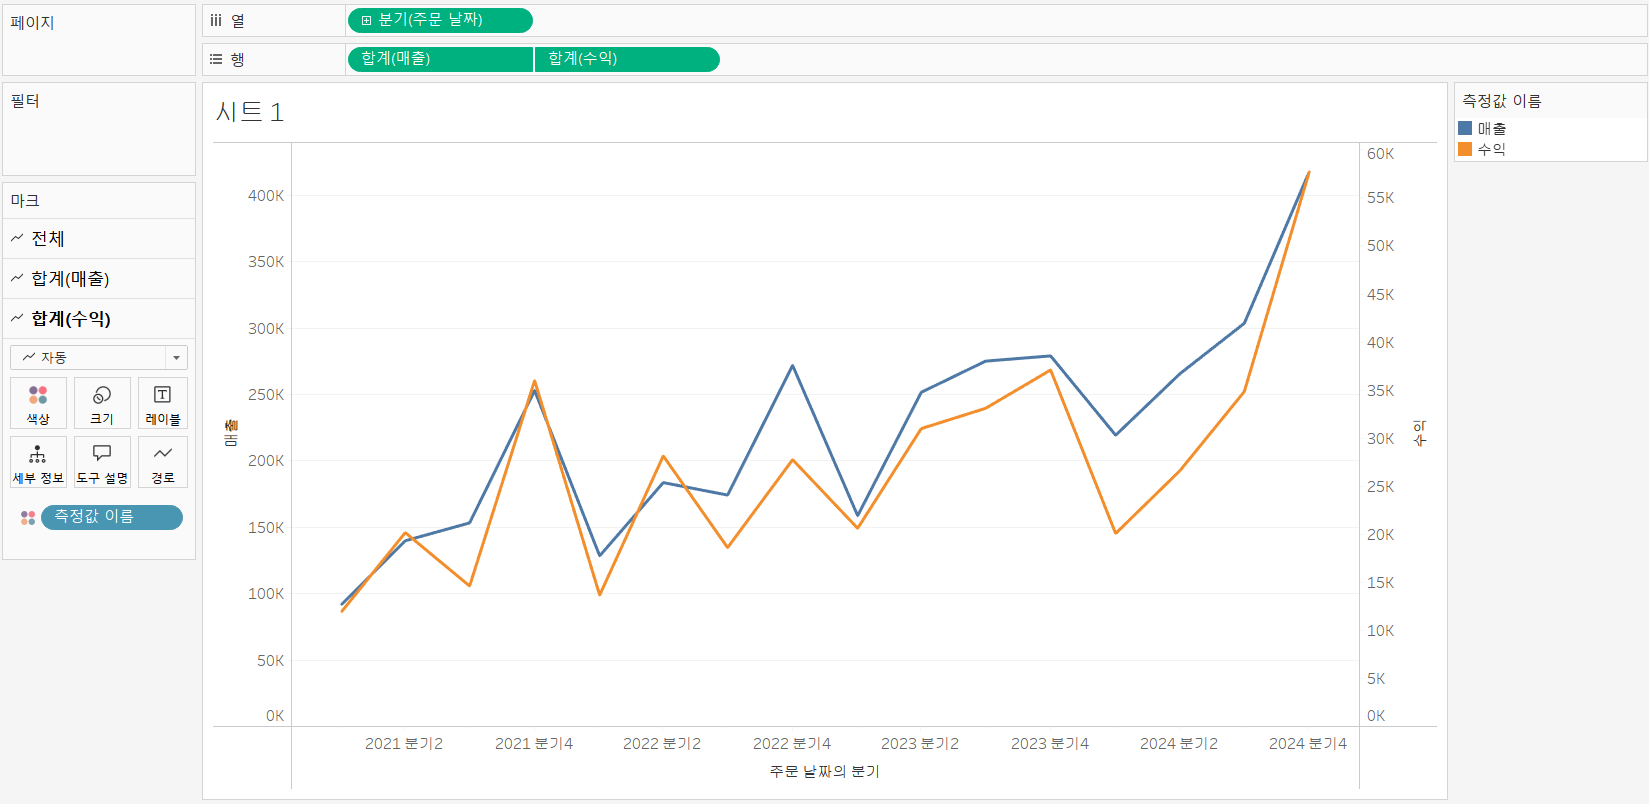 페이지
열
분기(주문 날짜)
행
합계(매출)
합계(수익)
필터
마크
전체
합계(매출)
합계(수익)
자동
색상
크기
레이블
세부 정보
도구 설명
경로
측정값 이름
시트 1
400K
350K
300K
250K
200K
150K
100K
50K
0K
매출
60K
55K
50K
45K
40K
35K
30K
25K
20K
15K
10K
5K
0K
수익
2021 분기2
2021 분기4
2022 분기2
2022 분기4
2023 분기2
2023 분기4
2024 분기2
2024 분기4
주문 날짜의 분기
측정값 이름
매출
수익